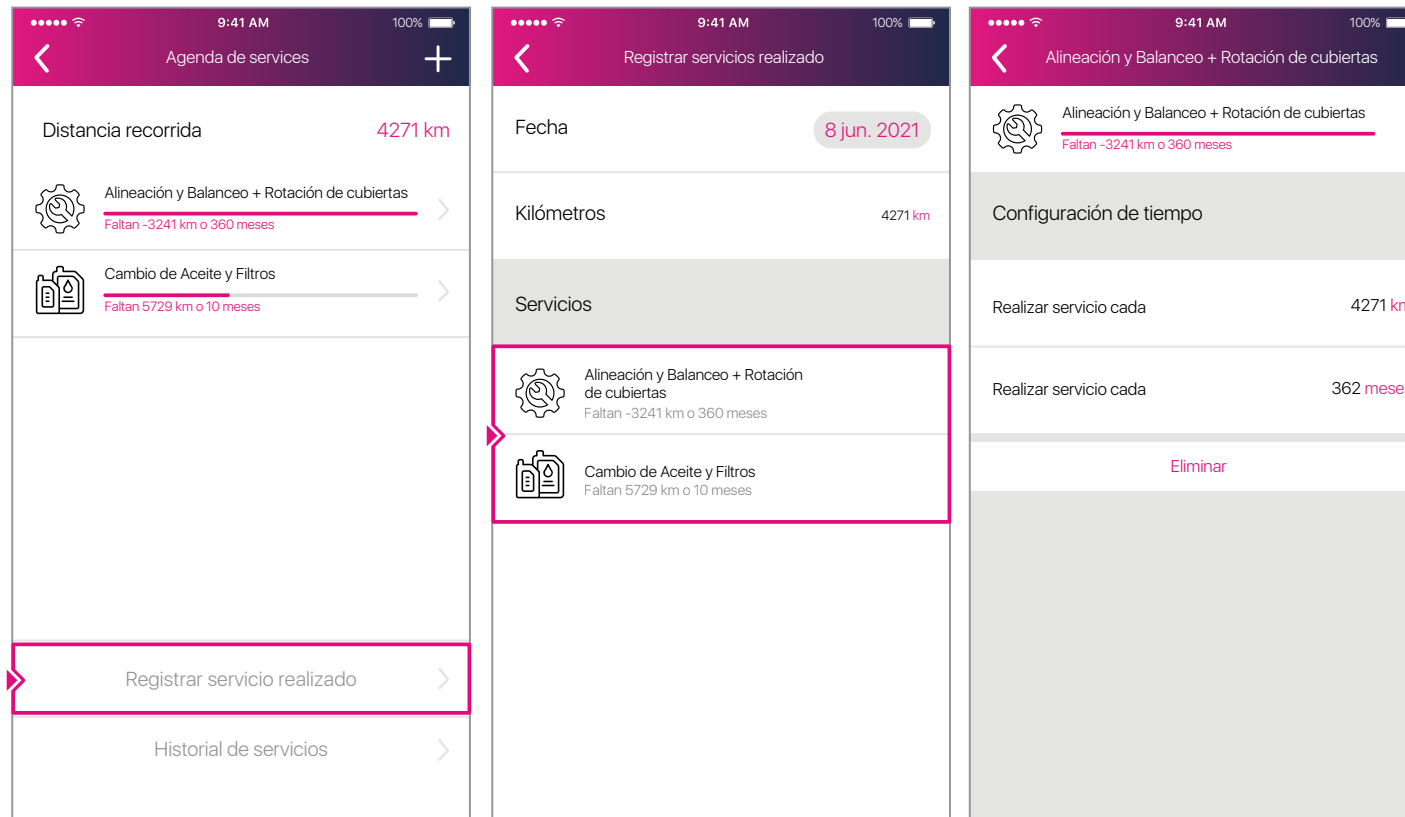 9:41 AM
100%
Agenda de services
Distancia recorrida
4271 km
Alineación y Balanceo + Rotación de cubiertas
Faltan -3241 km o 360 meses
Cambio de Aceite y Filtros
Faltan 5729 km o 10 meses
Registrar servicio realizado
Historial de servicios
9:41 AM
100%
Registrar servicios realizado
Fecha
8 jun. 2021
Kilómetros
4271 km
Servicios
Alineación y Balanceo + Rotación
de cubiertas
Faltan -3241 km o 360 meses
Cambio de Aceite y Filtros
Faltan 5729 km o 10 meses
9:41 AM
100%
Alineación y Balanceo + Rotación de cubiertas
Alineación y Balanceo + Rotación de cubiertas
Faltan -3241 km o 360 meses
Configuración de tiempo
Realizar servicio cada
4271 km
Realizar servicio cada
362 mese
Eliminar